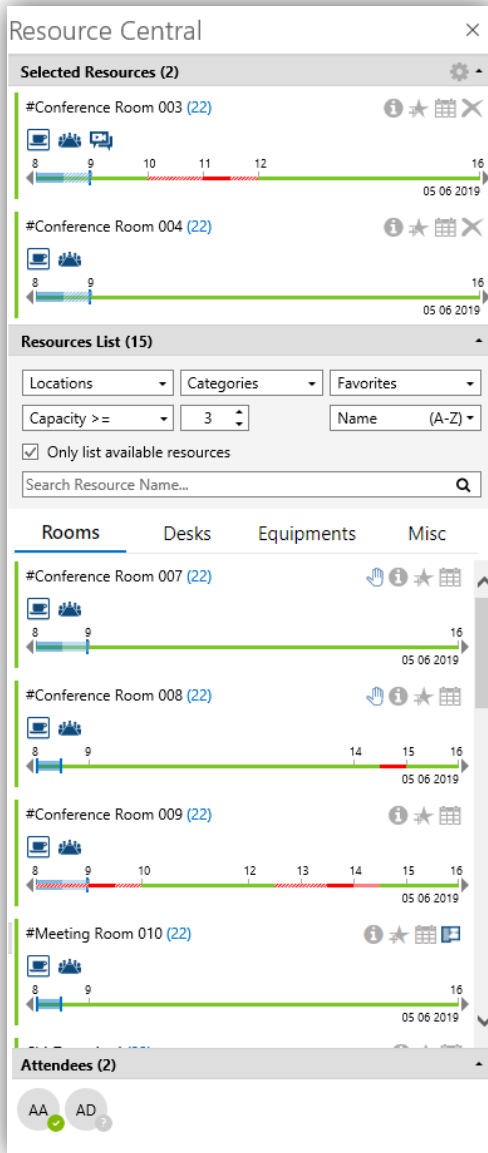 Resource Central
Selected Resources (2)
#Conference Room 003 (22)
8 9 10 11 12 16
05 06 2019
#Conference Room 004 (22)
8 9 16
05 06 2019
Resources List (15)
Locations Categories Favorites
Capacity >= 3 Name (A-Z)
Only list available resources
Search Resource Name...
Rooms Desks Equipments Misc
#Conference Room 007 (22)
8 9 16
05 06 2019
#Conference Room 008 (22)
8 9 14 15 16
05 06 2019
#Conference Room 009 (22)
8 9 10 12 13 14 15 16
05 06 2019
#Meeting Room 010 (22)
8 9 16
05 06 2019
Attendees (2)
AA AD